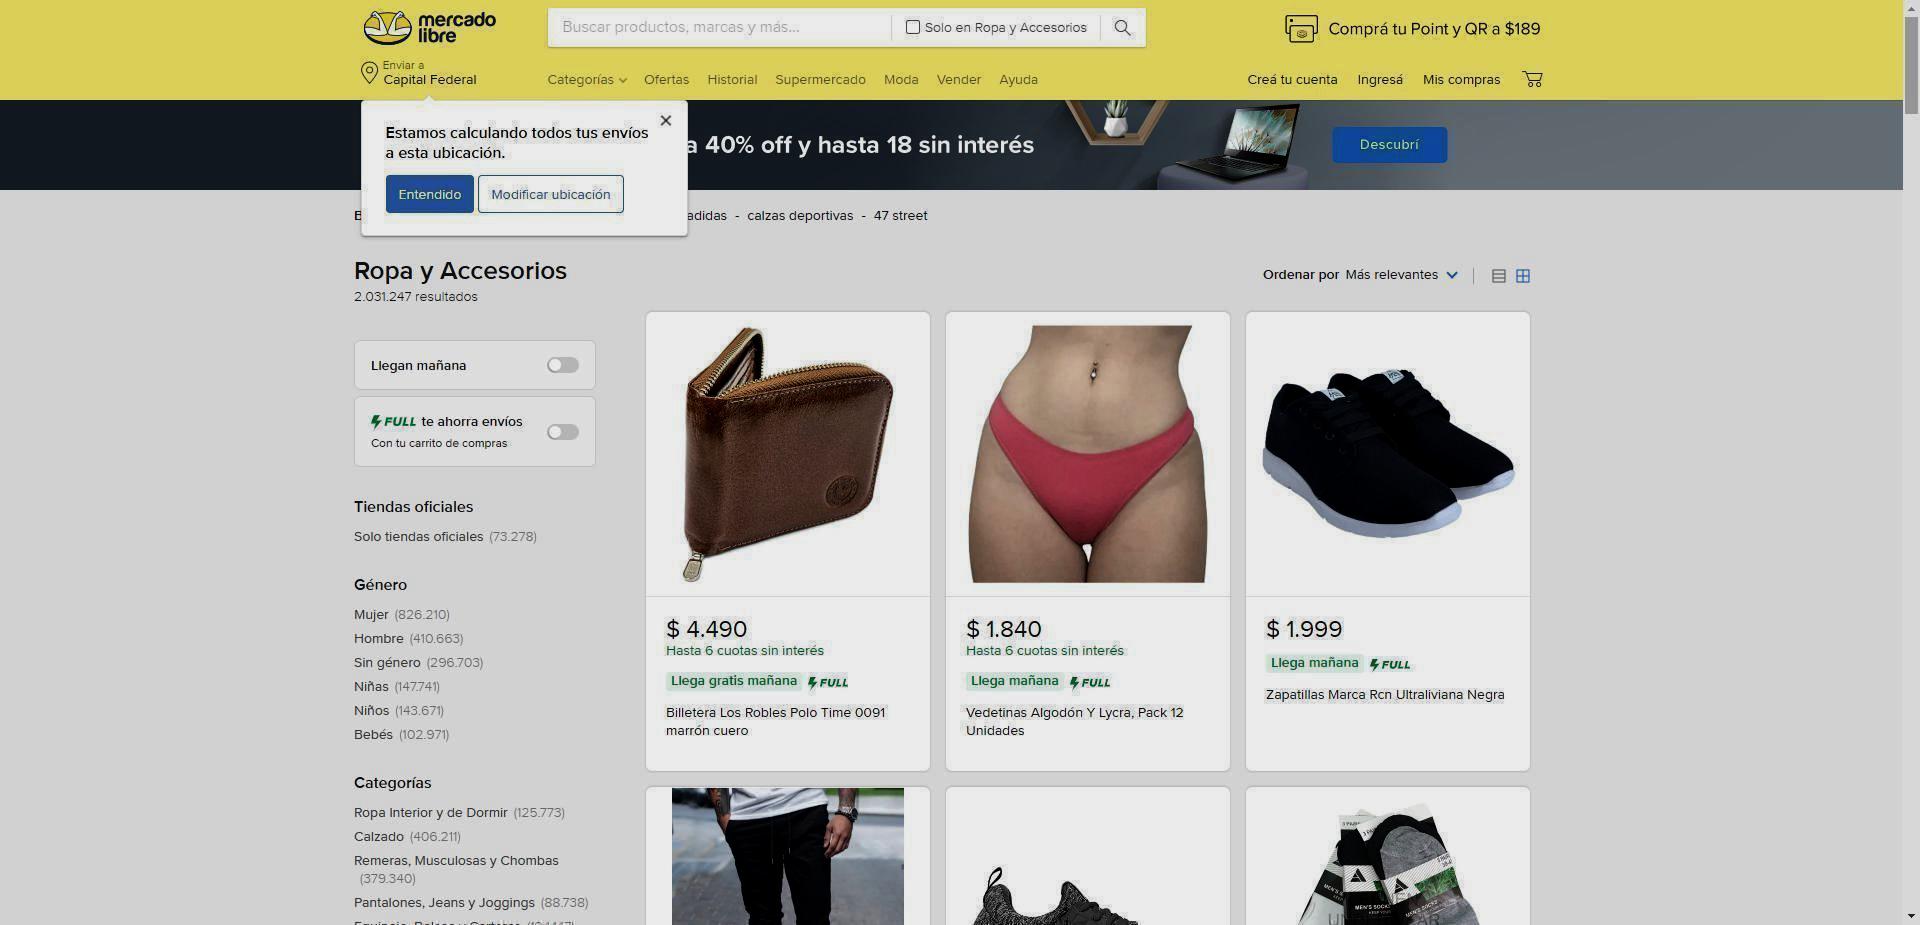 mercado
libre
Buscar productos, marcas y más...
Solo en Ropa y Accesorios
Comprá tu Point y QR a $189
Enviar a
Capital Federal
Categorías Ofertas Historial Supermercado Moda Vender Ayuda
Creá tu cuenta Ingresá Mis compras
Estamos calculando todos tus envíos
a esta ubicación.
Entendido Modificar ubicación
a 40% off y hasta 18 sin interés
Descubrí
adidas - calzas deportivas - 47 street
Ropa y Accesorios
2.031.247 resultados
Ordenar por Más relevantes
Llegan mañana
FULL te ahorra envíos
Con tu carrito de compras
Tiendas oficiales
Solo tiendas oficiales (73.278)
Género
Mujer (826.210)
Hombre (410.663)
Sin género (296.703)
Niñas (147.741)
Niños (143.671)
Bebés (102.971)
Categorías
Ropa Interior y de Dormir (125.773)
Calzado (406.211)
Remeras, Musculosas y Chombas
(379.340)
Pantalones, Jeans y Joggings (88.738)
$ 4.490
Hasta 6 cuotas sin interés
Llega gratis mañana FULL
Billetera Los Robles Polo Time 0091
marrón cuero
$ 1.840
Hasta 6 cuotas sin interés
Llega mañana FULL
Vedetinas Algodón Y Lycra, Pack 12
Unidades
$ 1.999
Llega mañana FULL
Zapatillas Marca Rcn Ultraliviana Negra